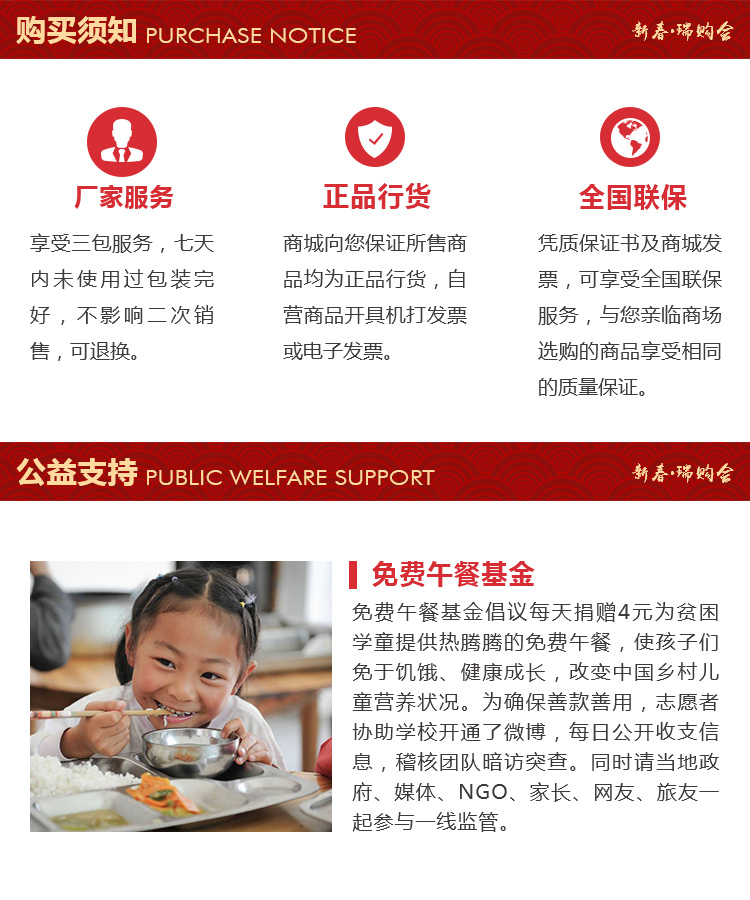 购买须知 PURCHASE NOTICE
新春·瑞购会
厂家服务
享受三包服务，七天
内未使用过包装完
好，不影响二次销
售，可退换。
正品行货
商城向您保证所售商
品均为正品行货，自
营商品开具机打发票
或电子发票。
全国联保
凭质保证书及商城发
票，可享受全国联保
服务，与您亲临商场
选购的商品享受相同
的质量保证。
公益支持 PUBLIC WELFARE SUPPORT
新春·瑞购会
免费午餐基金
免费午餐基金倡议每天捐赠4元为贫困
学童提供热腾腾的免费午餐，使孩子们
免于饥饿、健康成长，改变中国乡村儿
童营养状况。为确保善款善用，志愿者
协助学校开通了微博，每日公开收支信
息，稽核团队暗访突查。同时请当地政
府、媒体、NGO、家长、网友、旅友一
起参与一线监管。